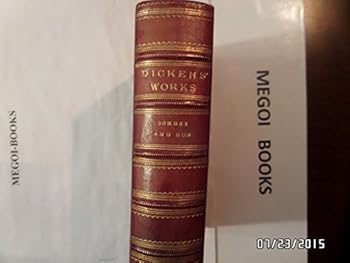 MEGOI-BOOKS
DICKENS'
WORKS
DOMBEY
AND SON
MEGOI BOOKS
07/23/2015